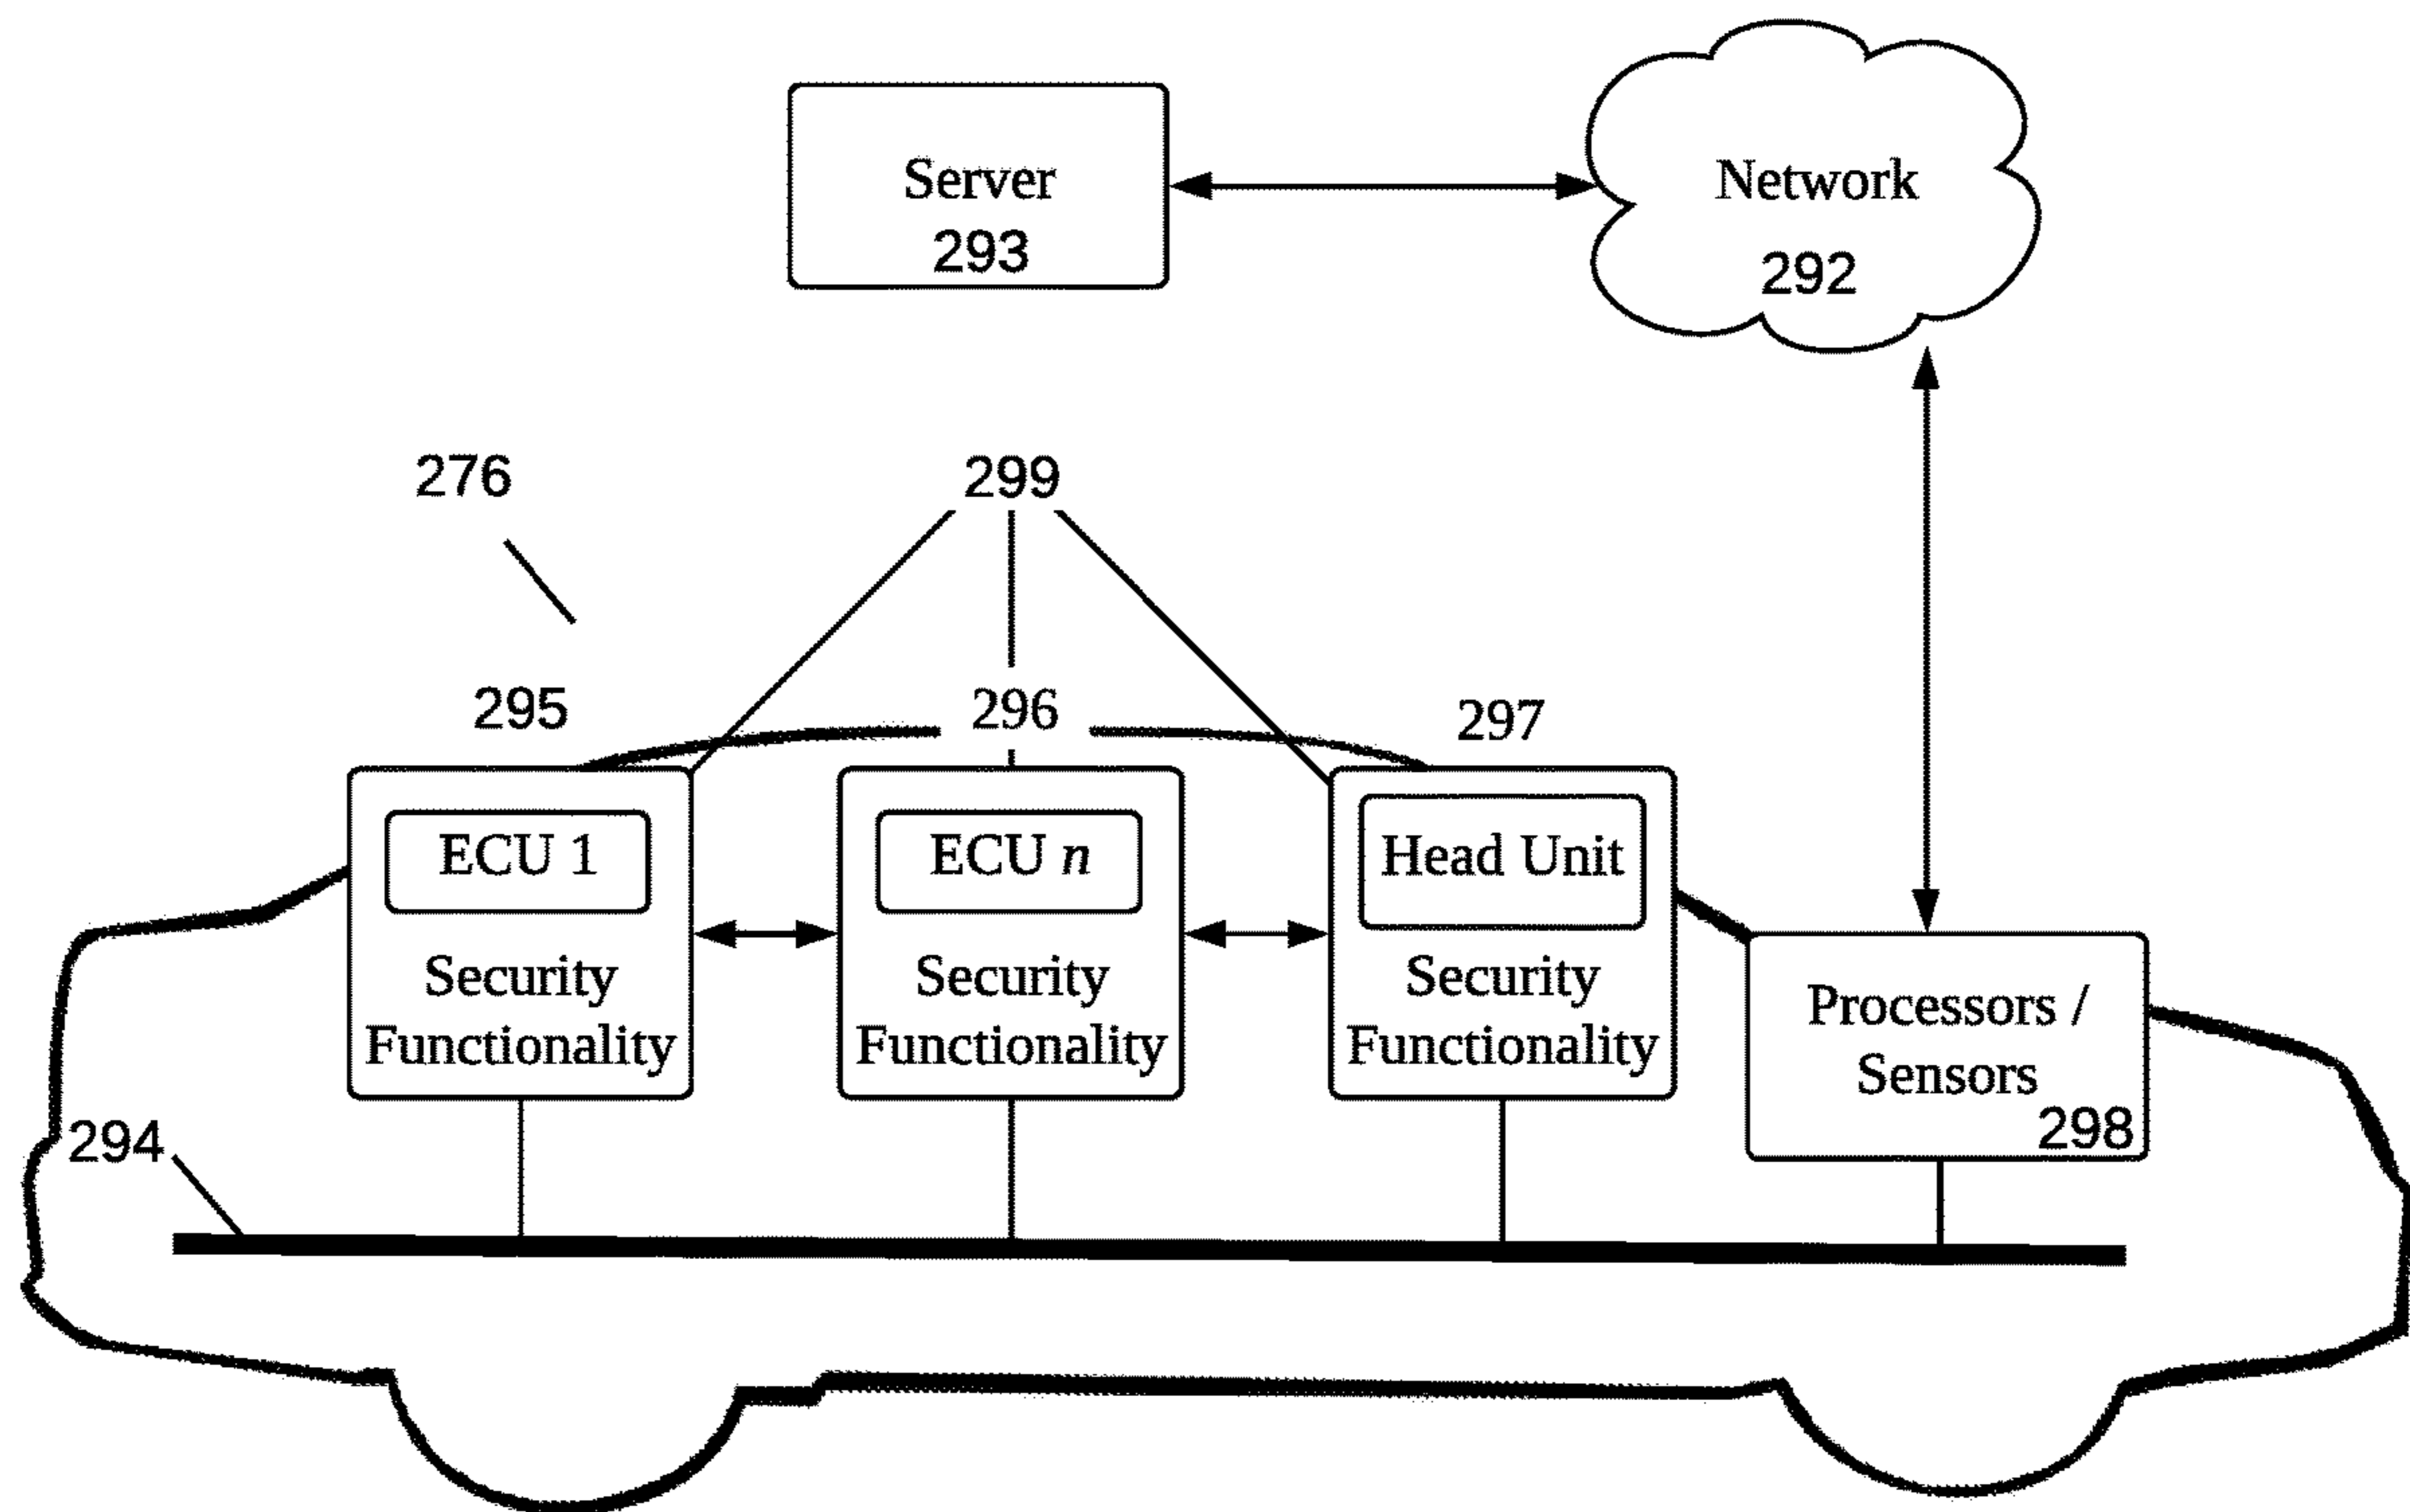 Server
293
Network
292
276
299
295
296
297
ECU 1
Security
Functionality
ECU n
Security
Functionality
Head Unit
Security
Functionality
Processors /
Sensors
298
294